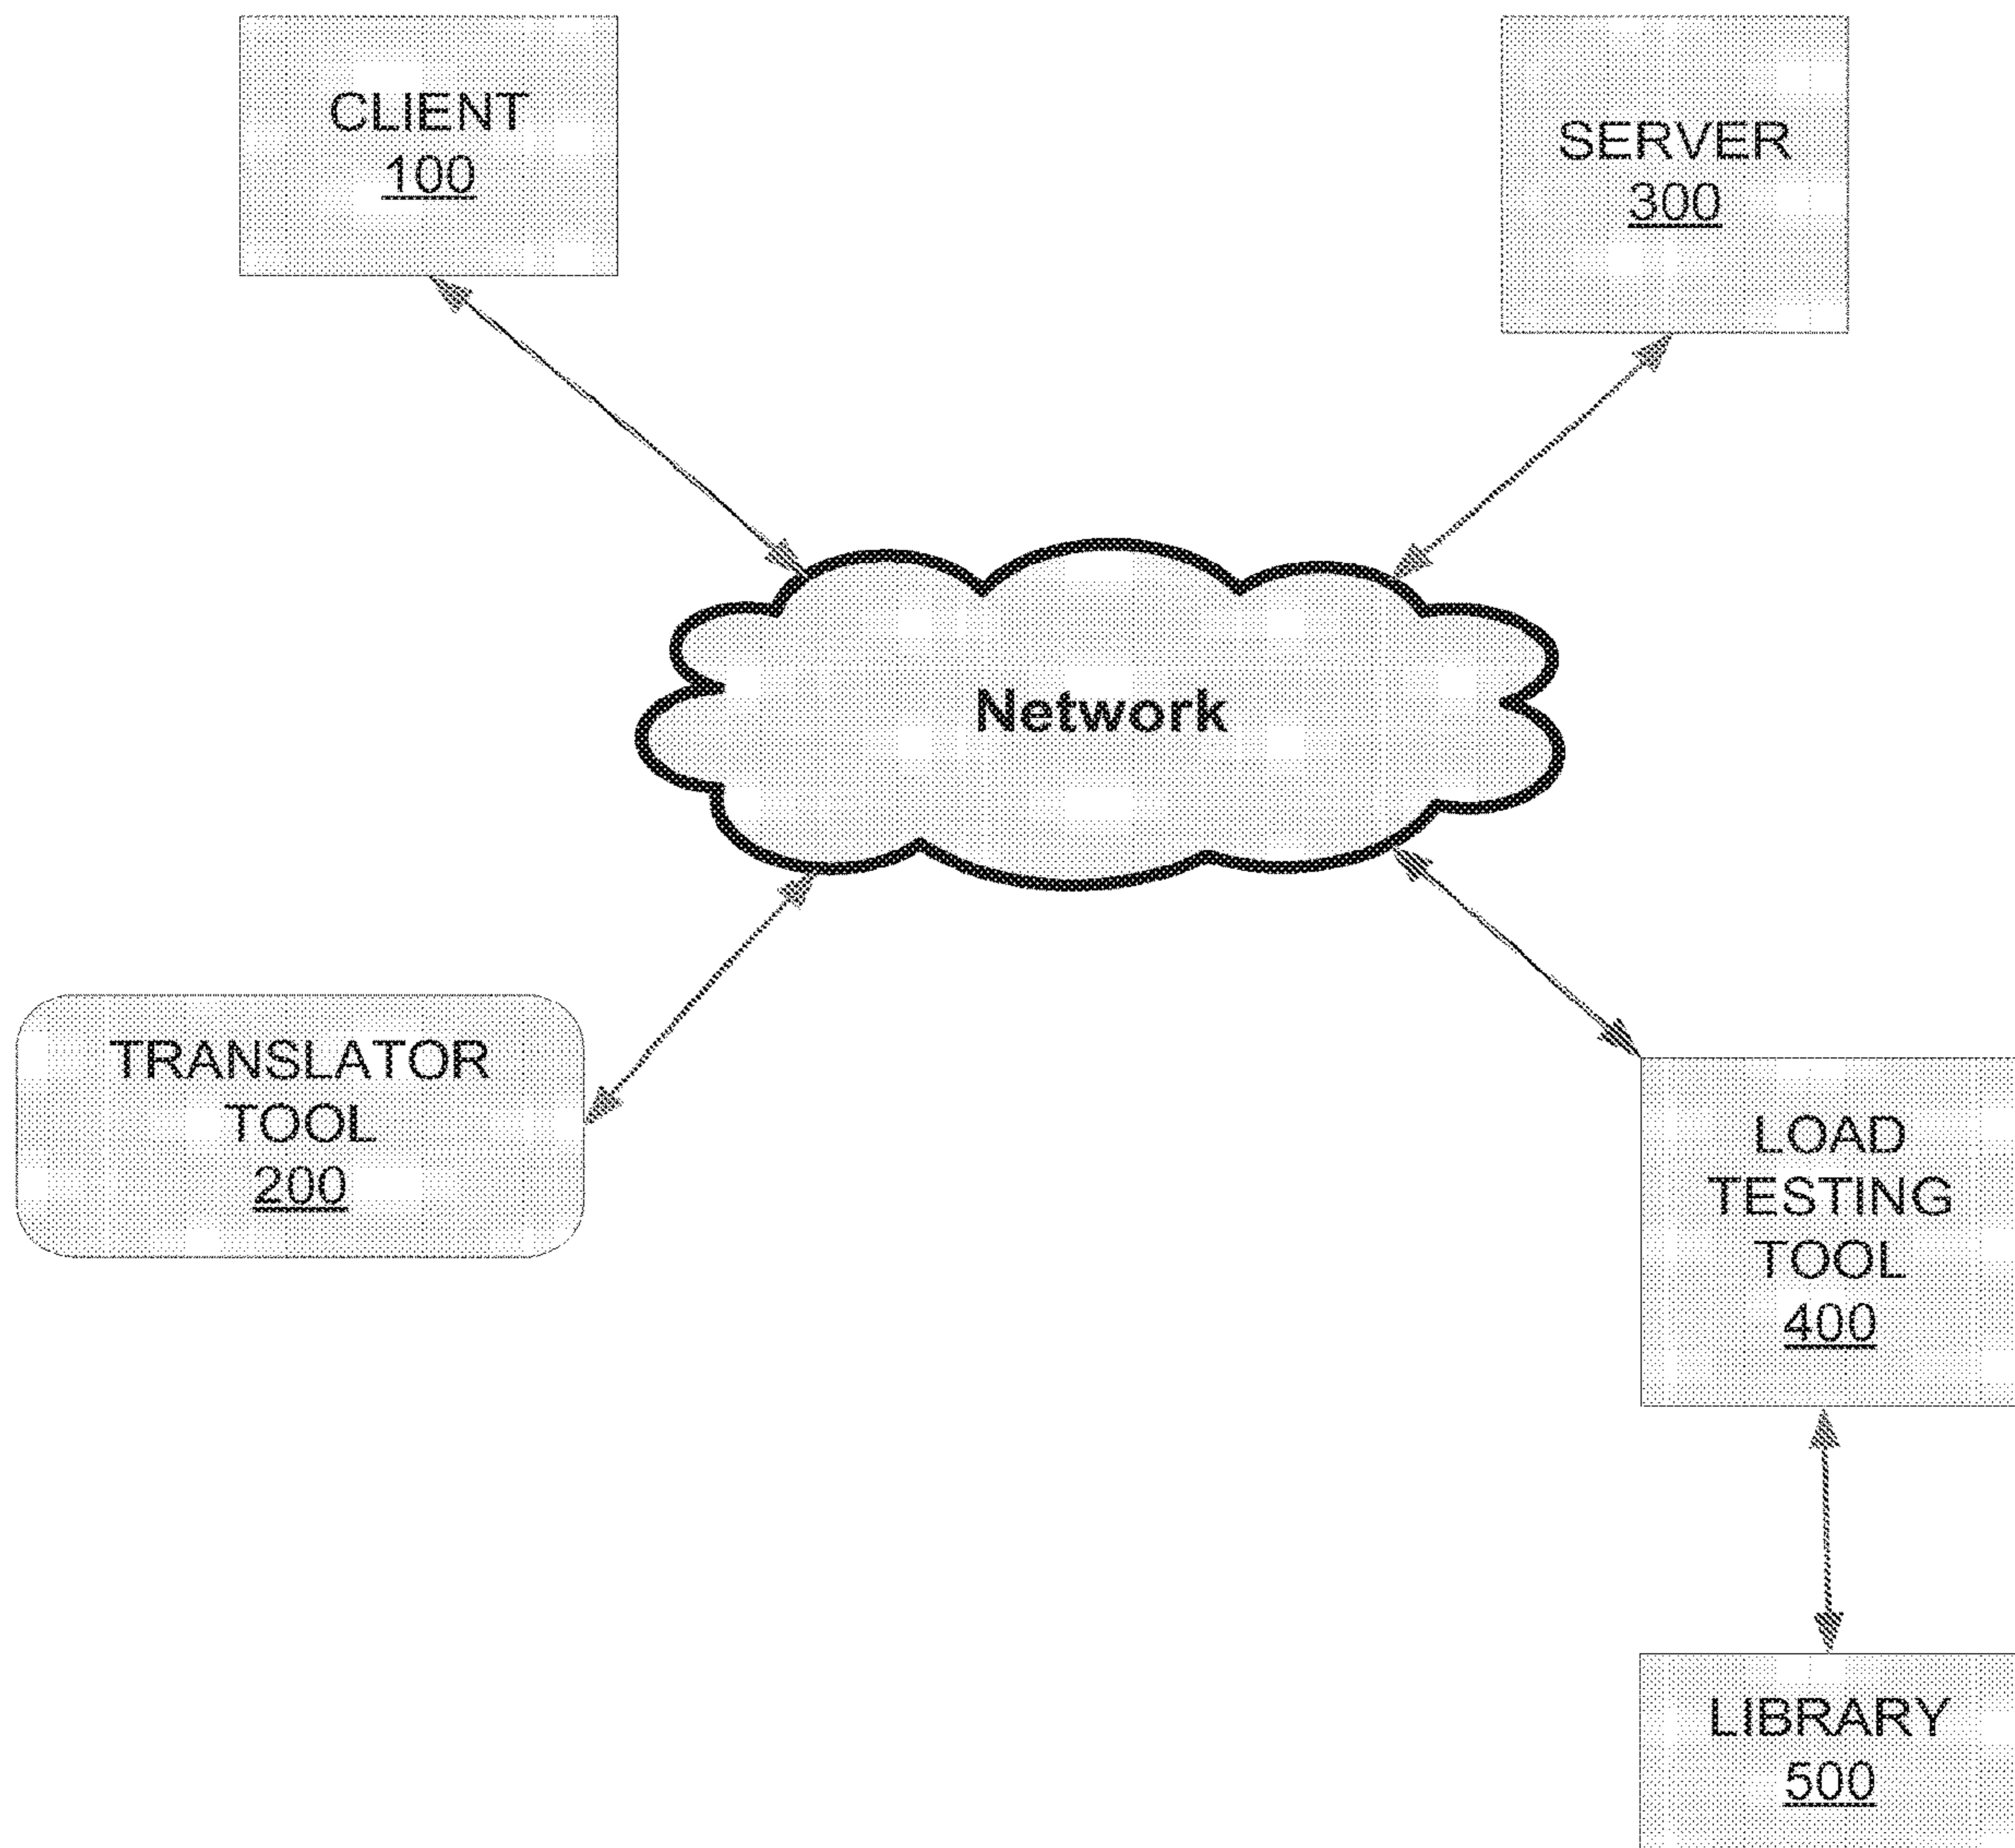 CLIENT
100
SERVER
300
Network
TRANSLATOR
TOOL
200
LOAD
TESTING
TOOL
400
LIBRARY
500